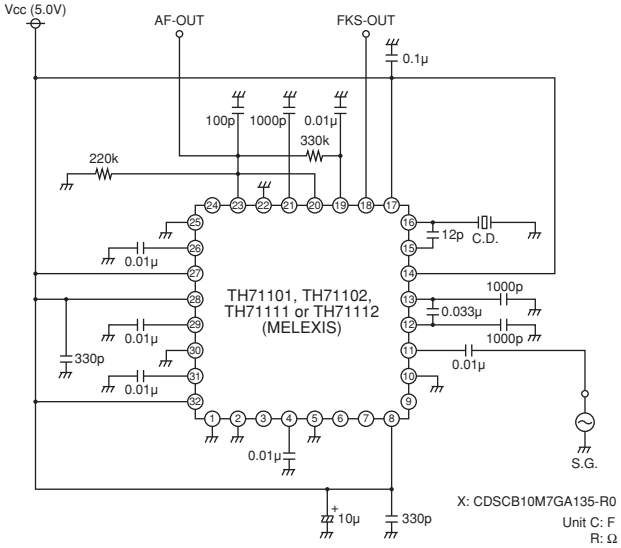 Vcc (5.0V)
AF-OUT
FKS-OUT
0.1μ
100p
1000p
0.01μ
330k
220k
24
23
22
21
20
19
18
17
25
26
0.01μ
27
28
29
0.01μ
330p
30
31
0.01μ
32
TH71101, TH71102,
TH71111 or TH71112
(MELEXIS)
16
12p
C.D.
15
14
13
1000p
0.033μ
12
1000p
11
0.01μ
10
9
S.G.
1
2
3
4
5
6
7
8
0.01μ
+
10μ
330p
X: CDSCB10M7GA135-R0
Unit C: F
R: Ω